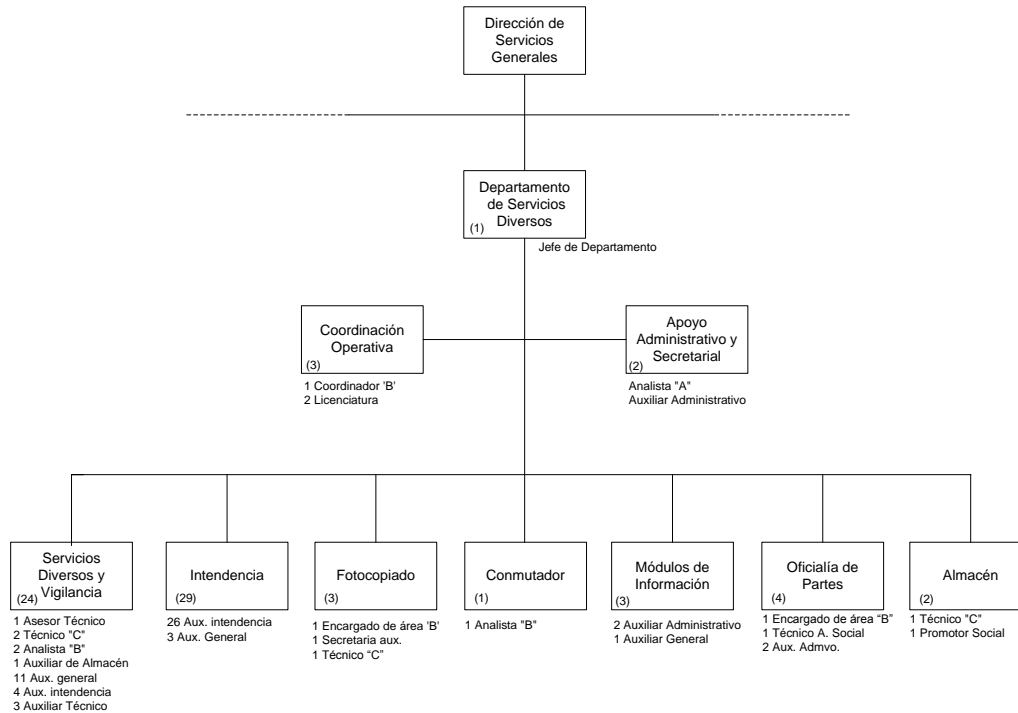 Dirección de
Servicios
Generales
Departamento
de Servicios
Diversos
(1)
Jefe de Departamento
Coordinación
Operativa
(3)
1 Coordinador 'B'
2 Licenciatura
Apoyo
Administrativo y
Secretarial
(2)
Analista "A"
Auxiliar Administrativo
Servicios
Diversos y
Vigilancia
(24)
1 Asesor Técnico
2 Técnico "C"
2 Analista "B"
1 Auxiliar de Almacén
11 Aux. general
4 Aux. intendencia
3 Auxiliar Técnico
Intendencia
(29)
26 Aux. intendencia
3 Aux. General
Fotocopiado
(3)
1 Encargado de área 'B'
1 Secretaria aux.
1 Técnico “C”
Conmutador
(1)
1 Analista "B"
Módulos de
Información
(3)
2 Auxiliar Administrativo
1 Auxiliar General
Oficialía de
Partes
(4)
1 Encargado de área “B”
1 Técnico A. Social
2 Aux. Admvo.
Almacén
(2)
1 Técnico "C"
1 Promotor Social